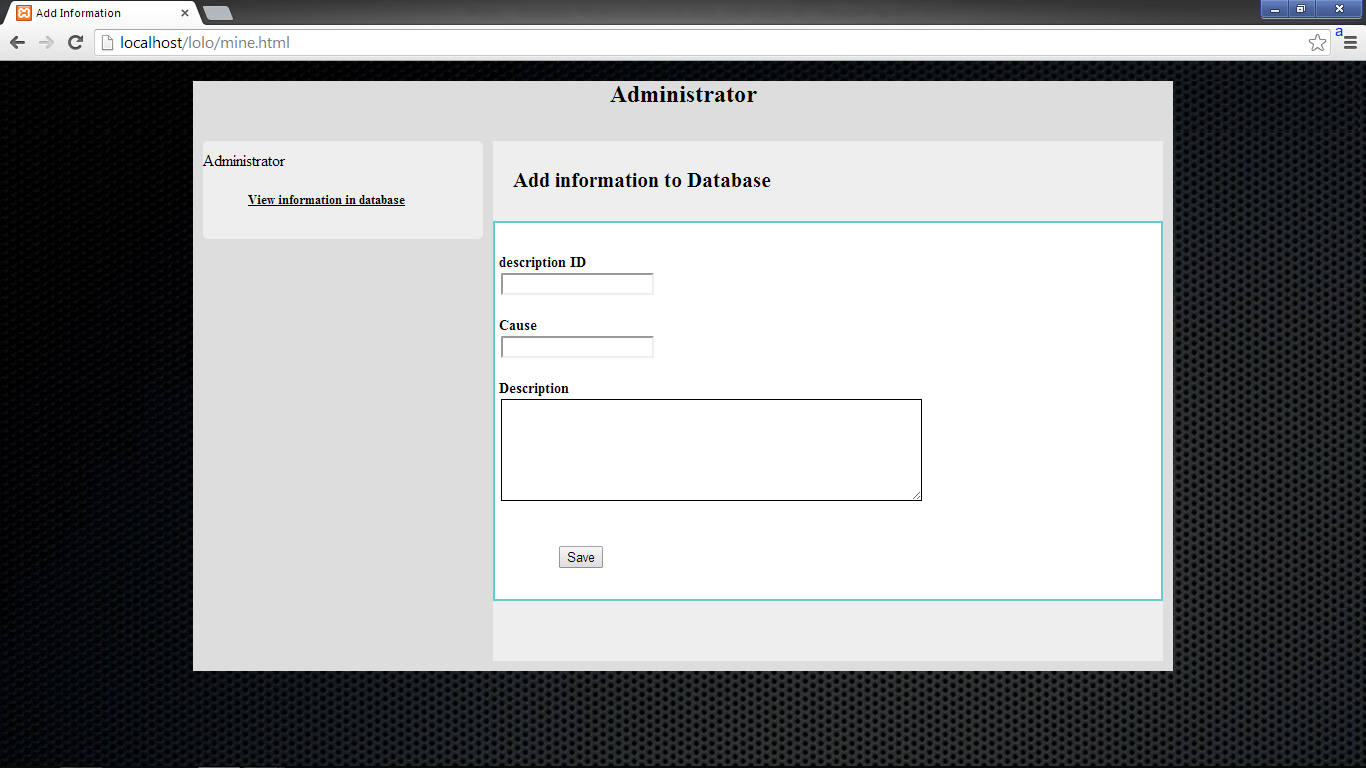 Add Information
localhost/lolo/mine.html
a
Administrator
Administrator
View information in database
Add information to Database
description ID
Cause
Description
Save